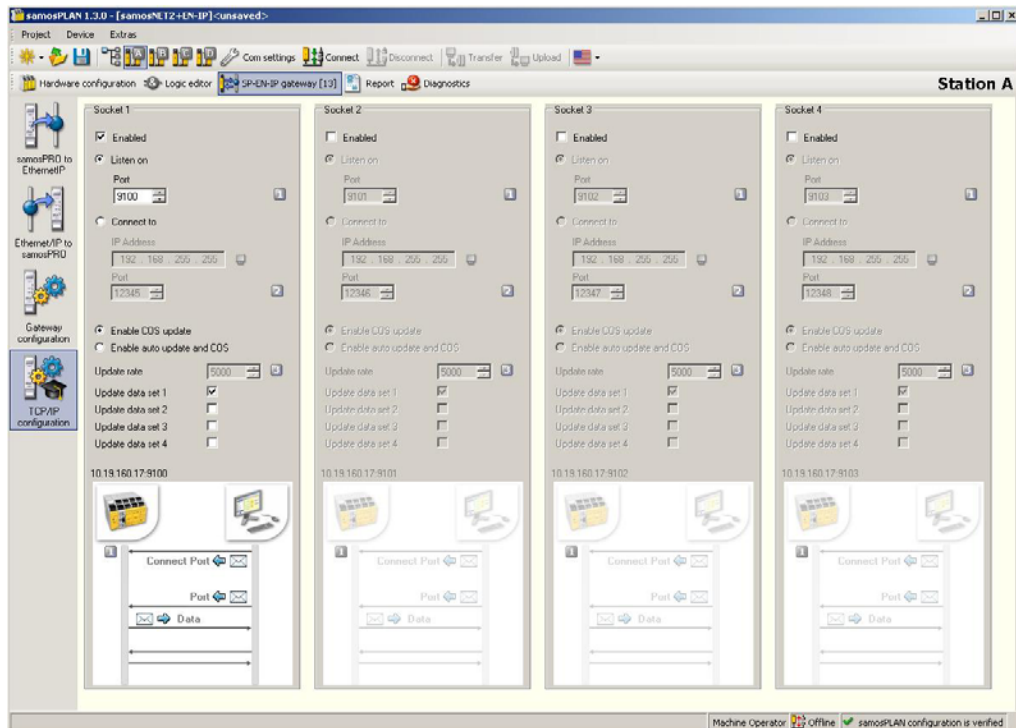 samosPLAN 1.3.0 - [samosNET2+EN-IP]<unsaved>
Project Device Extras
A B C D Com settings Connect Disconnect Transfer Upload
Hardware configuration Logic editor SP-EN-IP gateway [13] Report Diagnostics Station A
samosPRO to
EthernetIP
Ethernet/IP to
samosPRO
Gateway
configuration
TCP/IP
configuration
Socket 1
Enabled
Listen on
Port
9100
1
Connect to
IP Address
192 . 168 . 255 . 255
Port
12345
2
Enable COS update
Enable auto update and COS
Update rate 5000
Update data set 1
Update data set 2
Update data set 3
Update data set 4
10.19.160.17:9100
1
Connect Port
Port
Data
Socket 2
Enabled
Listen on
Port
9101
1
Connect to
IP Address
192 . 168 . 255 . 255
Port
12346
2
Enable COS update
Enable auto update and COS
Update rate 5000
Update data set 1
Update data set 2
Update data set 3
Update data set 4
10.19.160.17:9101
1
Connect Port
Port
Data
Socket 3
Enabled
Listen on
Port
9102
1
Connect to
IP Address
192 . 168 . 255 . 255
Port
12347
2
Enable COS update
Enable auto update and COS
Update rate 5000
Update data set 1
Update data set 2
Update data set 3
Update data set 4
10.19.160.17:9102
1
Connect Port
Port
Data
Socket 4
Enabled
Listen on
Port
9103
1
Connect to
IP Address
192 . 168 . 255 . 255
Port
12348
2
Enable COS update
Enable auto update and COS
Update rate 5000
Update data set 1
Update data set 2
Update data set 3
Update data set 4
10.19.160.17:9103
1
Connect Port
Port
Data
Machine Operator Offline samosPLAN configuration is verified